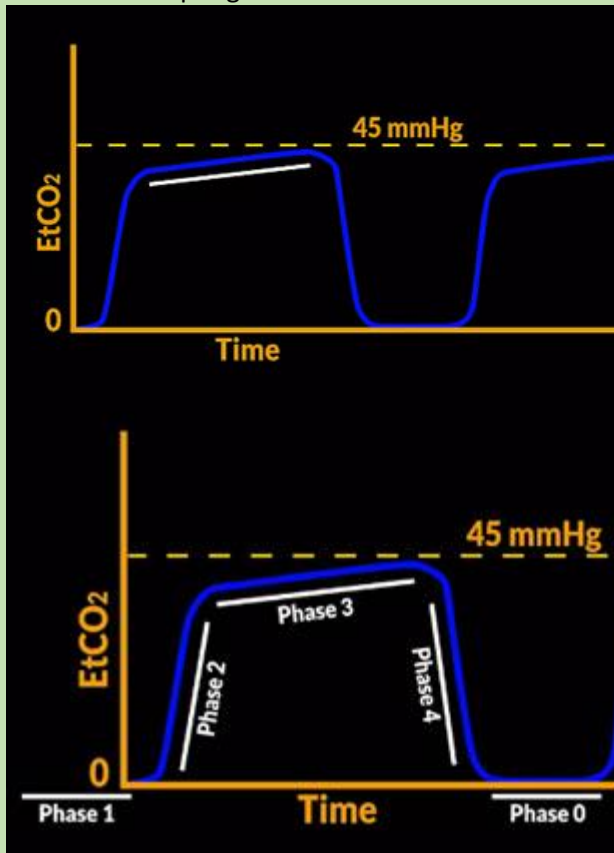 45 mmHg
EtCO2
0
Time
45 mmHg
EtCO2
Phase 3
Phase 2
Phase 4
0
Phase 1
Time
Phase 0